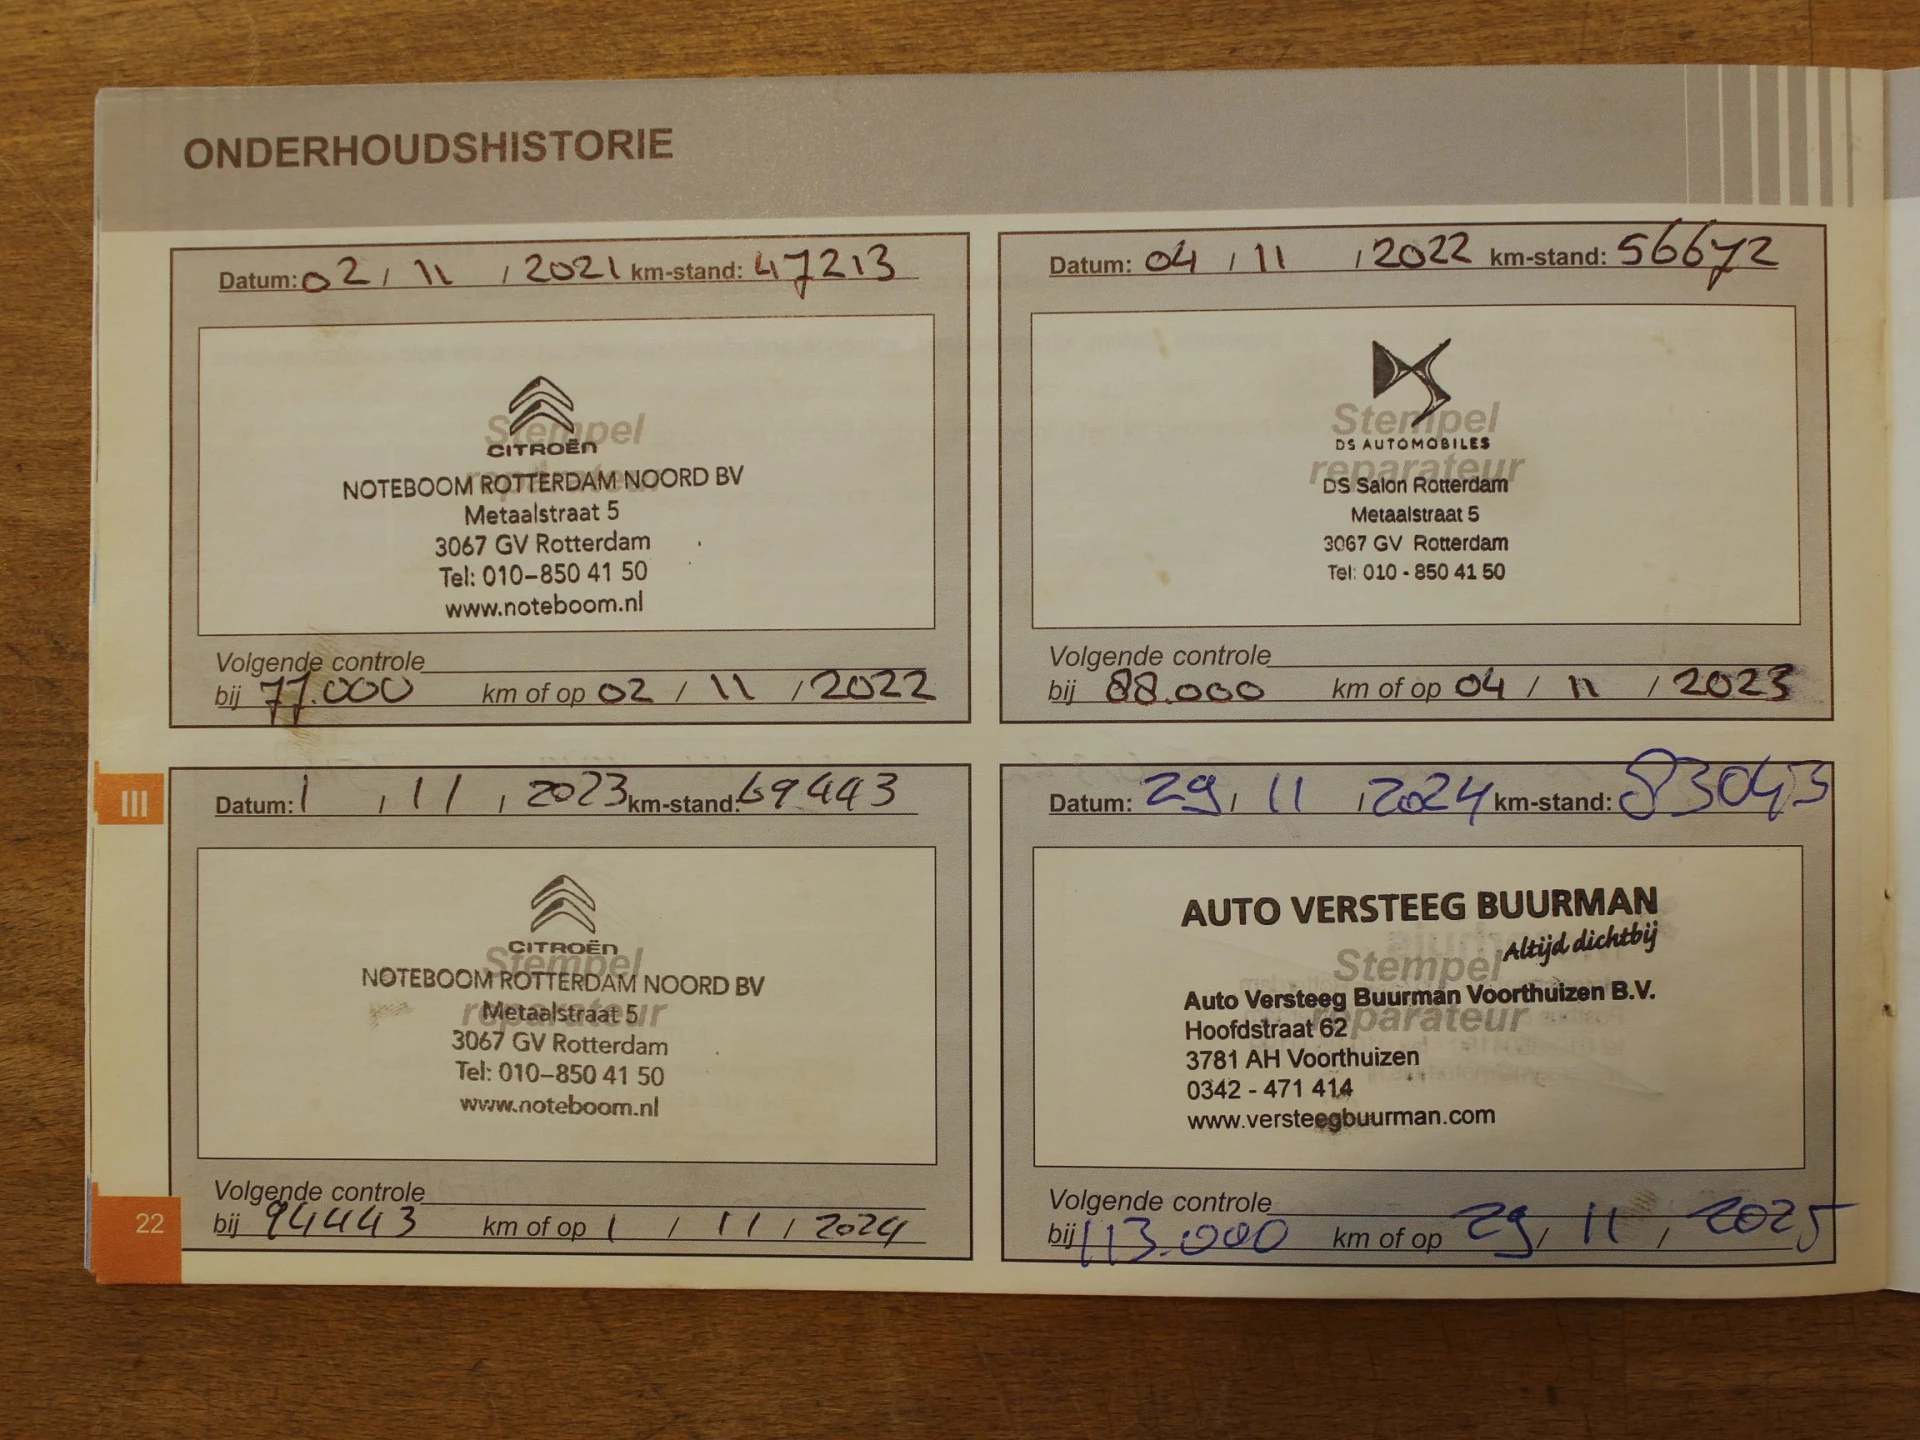 ONDERHOUDSHISTORIE
Datum: 02 / 11 / 2021 km-stand: 47213
Stempel
reparateur
CITROËN
NOTEBOOM ROTTERDAM NOORD BV
Metaalstraat 5
3067 GV Rotterdam
Tel: 010-850 41 50
www.noteboom.nl
Volgende controle
bij 77.000 km of op 02 / 11 / 2022
Datum: 04 / 11 / 2022 km-stand: 56672
Stempel
reparateur
DS AUTOMOBILES
DS Salon Rotterdam
Metaalstraat 5
3067 GV Rotterdam
Tel: 010 - 850 41 50
Volgende controle
bij 88.000 km of op 04 / 11 / 2023
III
Datum: 1 / 11 / 2023 km-stand: 69443
Stempel
reparateur
CITROËN
NOTEBOOM ROTTERDAM NOORD BV
Metaalstraat 5
3067 GV Rotterdam
Tel: 010-850 41 50
www.noteboom.nl
Volgende controle
bij 94443 km of op 1 / 11 / 2024
Datum: 29 / 11 / 2024 km-stand: 83043
Stempel
reparateur
AUTO VERSTEEG BUURMAN
Altijd dichtbij
Auto Versteeg Buurman Voorthuizen B.V.
Hoofdstraat 62
3781 AH Voorthuizen
0342 - 471 414
www.versteegbuurman.com
Volgende controle
bij 113.000 km of op 29 / 11 / 2025
22